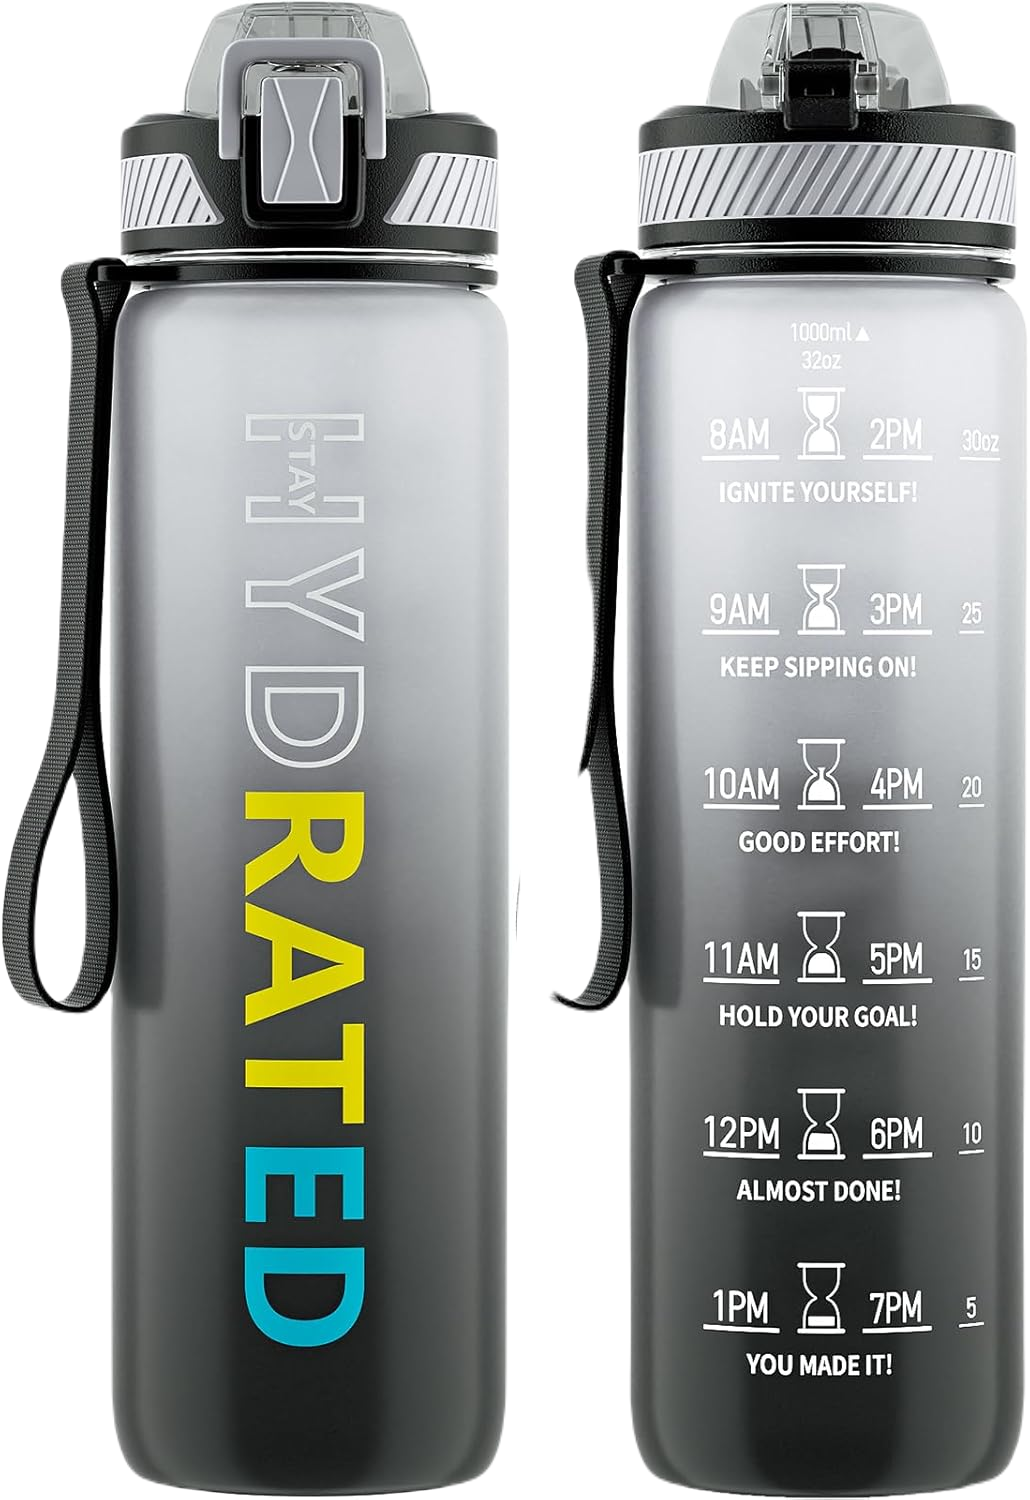 STAY
HYDRATED
1000ml▲
32oz
8AM 2PM 30oz
IGNITE YOURSELF!
9AM 3PM 25
KEEP SIPPING ON!
10AM 4PM 20
GOOD EFFORT!
11AM 5PM 15
HOLD YOUR GOAL!
12PM 6PM 10
ALMOST DONE!
1PM 7PM 5
YOU MADE IT!